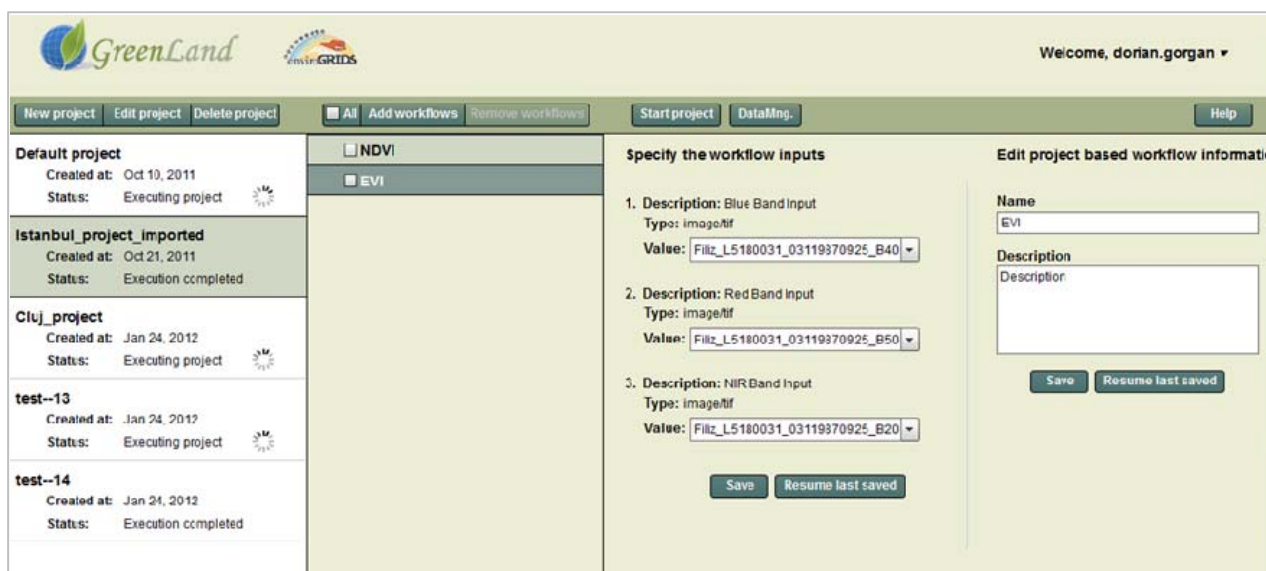 GreenLand
enviroGRIDS
Welcome, dorian.gorgan
New project
Edit project
Delete project
All
Add workflows
Remove workflows
Start project
DataMng.
Help
Default project
Created at: Oct 10, 2011
Status: Executing project
Istanbul_project_imported
Created at: Oct 21, 2011
Status: Execution completed
Cluj_project
Created at: Jan 24, 2012
Status: Executing project
test--13
Created at: Jan 24, 2012
Status: Executing project
test--14
Created at: Jan 24, 2012
Status: Execution completed
NDVI
EVI
Specify the workflow inputs
1. Description: Blue Band Input
Type: image/tif
Value: Filiz_L5180031_03119870925_B40
2. Description: Red Band Input
Type: image/tif
Value: Filiz_L5180031_03119870925_B50
3. Description: NIR Band Input
Type: image/tif
Value: Filiz_L5180031_03119870925_B20
Save
Resume last saved
Edit project based workflow informati
Name
EVI
Description
Description
Save
Resume last saved